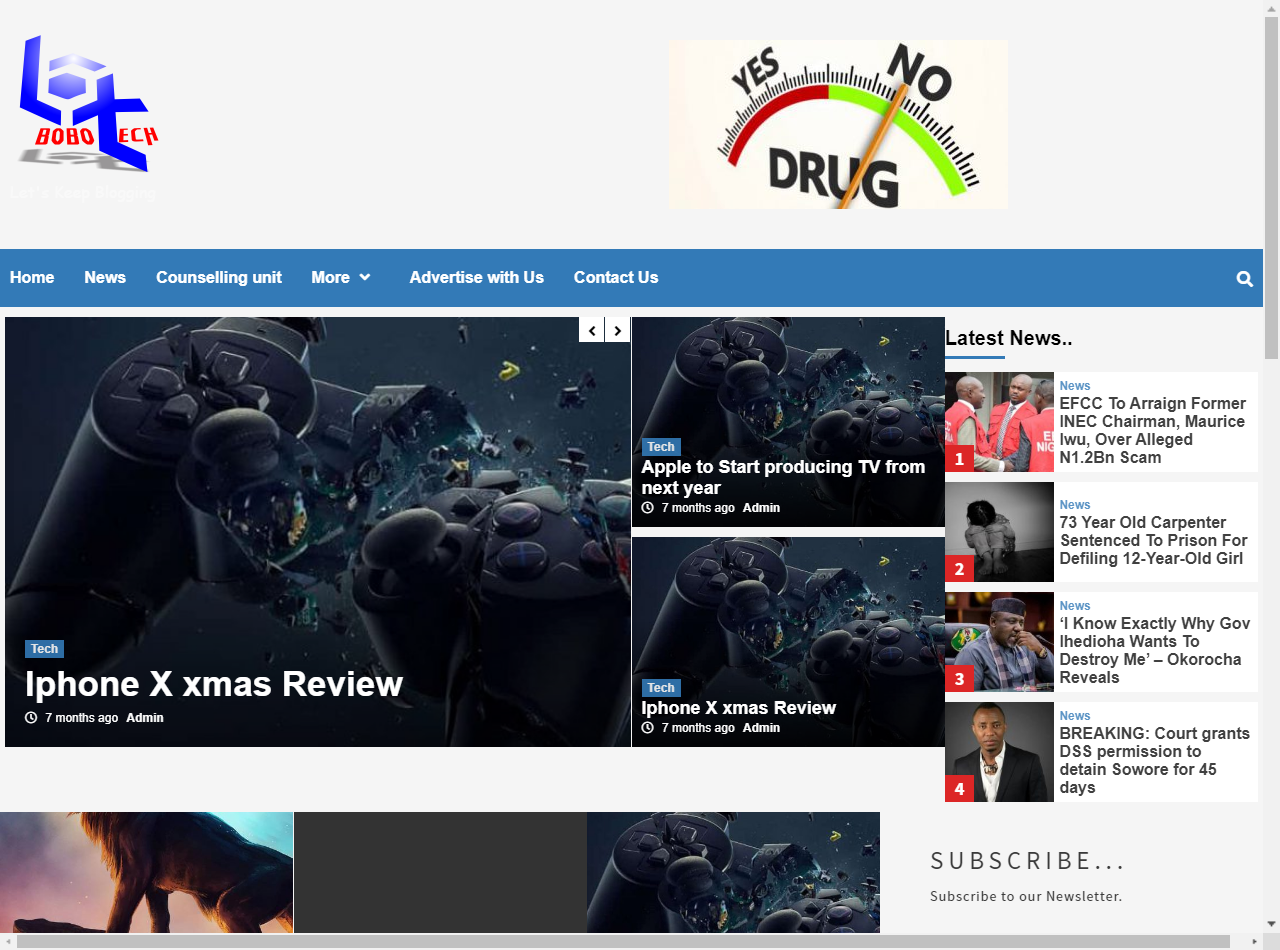 BOBO TECH
Let's Keep Blogging
YES
NO
DRUG
Home
News
Counselling unit
More
Advertise with Us
Contact Us
Tech
Iphone X xmas Review
7 months ago Admin
Tech
Apple to Start producing TV from
next year
7 months ago Admin
Tech
Iphone X xmas Review
7 months ago Admin
Latest News..
1
News
EFCC To Arraign Former
INEC Chairman, Maurice
Iwu, Over Alleged
N1.2Bn Scam
2
News
73 Year Old Carpenter
Sentenced To Prison For
Defiling 12-Year-Old Girl
3
News
‘I Know Exactly Why Gov
Ihedioha Wants To
Destroy Me’ – Okorocha
Reveals
4
News
BREAKING: Court grants
DSS permission to
detain Sowore for 45
days
SUBSCRIBE...
Subscribe to our Newsletter.